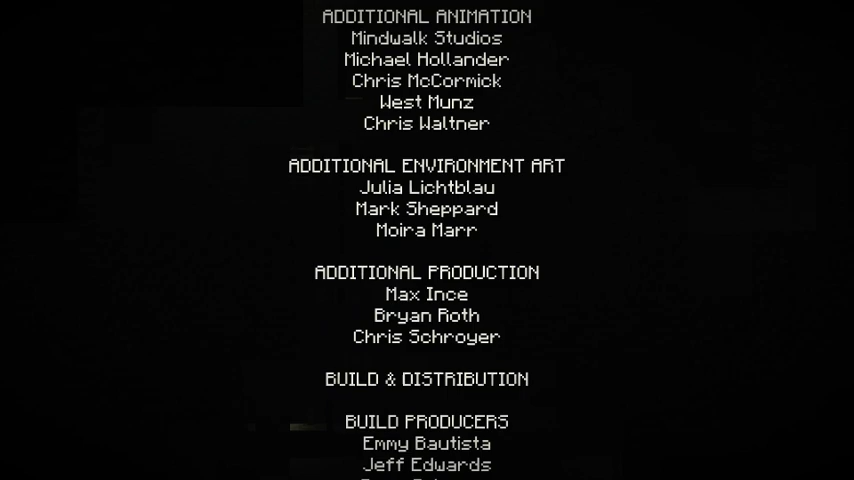 ADDITIONAL ANIMATION
Mindwalk Studios
Michael Hollander
Chris McCormick
West Munz
Chris Waltner
ADDITIONAL ENVIRONMENT ART
Julia Lichtblau
Mark Sheppard
Moira Marr
ADDITIONAL PRODUCTION
Max Ince
Bryan Roth
Chris Schroyer
BUILD & DISTRIBUTION
BUILD PRODUCERS
Emmy Bautista
Jeff Edwards